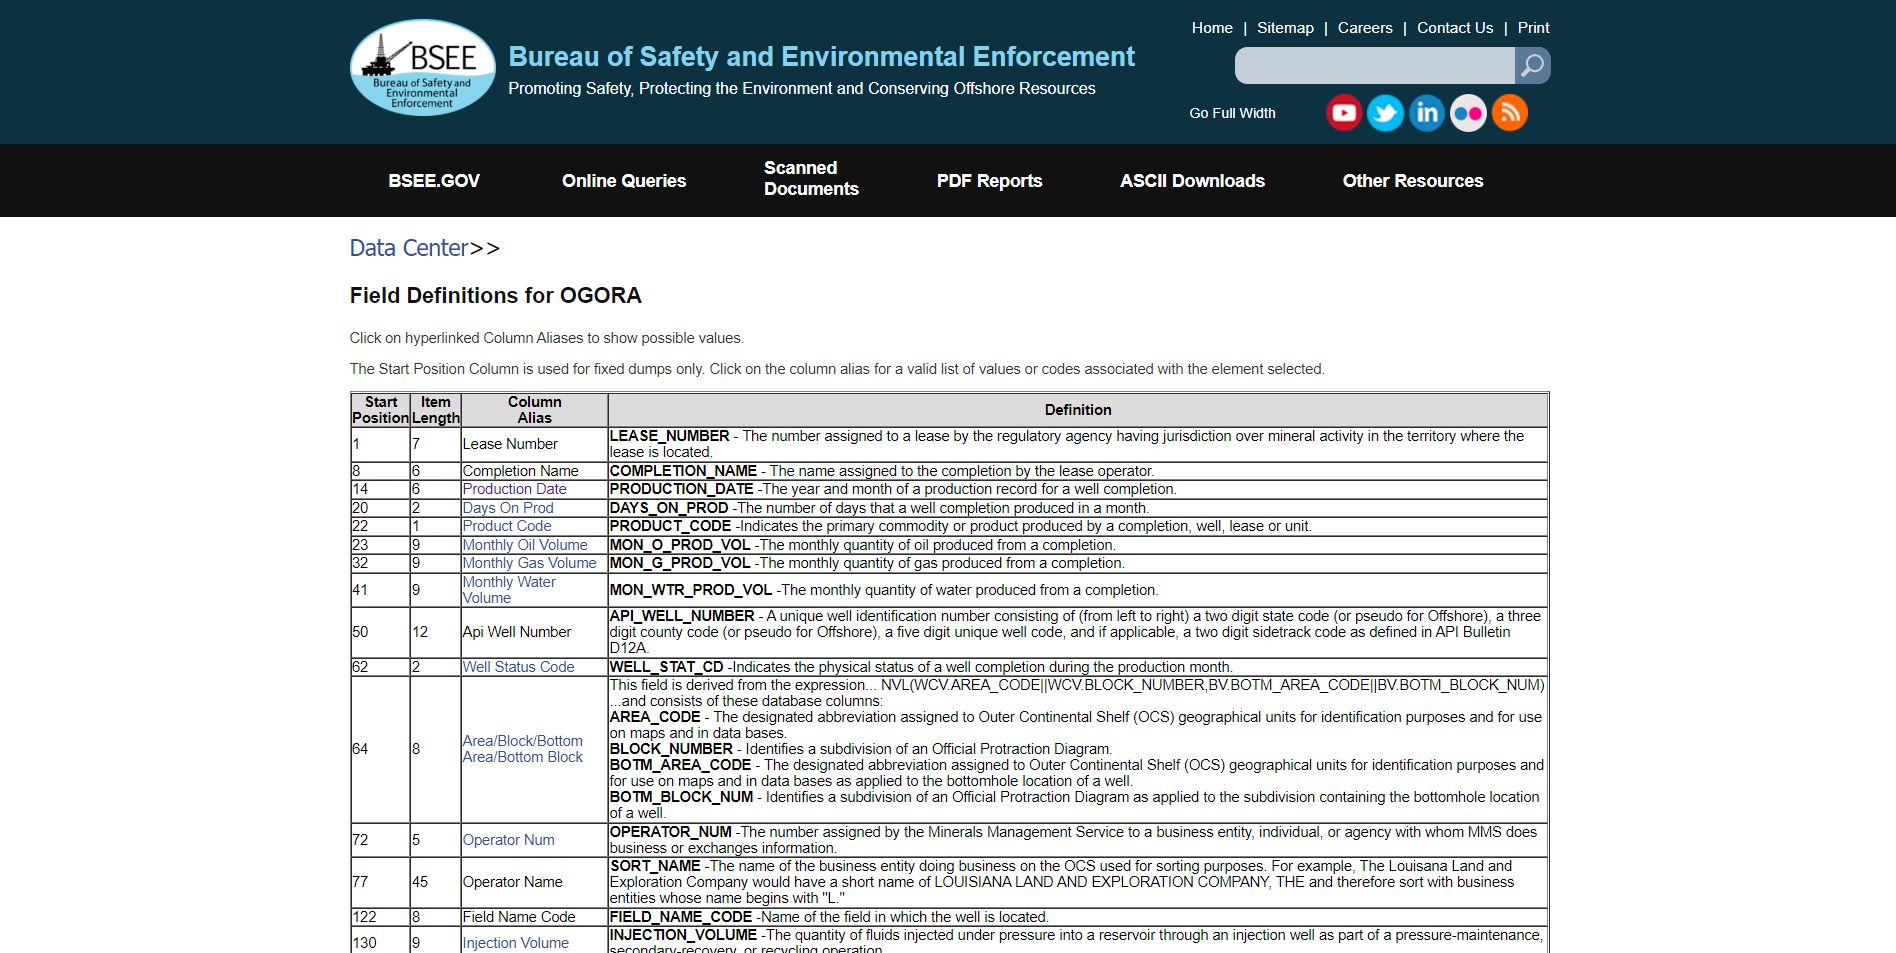 BSEE
Bureau of Safety and
Environmental
Enforcement
Bureau of Safety and Environmental Enforcement
Promoting Safety, Protecting the Environment and Conserving Offshore Resources
Home | Sitemap | Careers | Contact Us | Print
Go Full Width
BSEE.GOV
Online Queries
Scanned
Documents
PDF Reports
ASCII Downloads
Other Resources
Data Center>>
Field Definitions for OGORA
Click on hyperlinked Column Aliases to show possible values.
The Start Position Column is used for fixed dumps only. Click on the column alias for a valid list of values or codes associated with the element selected.
Start
Position
Item
Length
Column
Alias
Definition
1
7
Lease Number
LEASE_NUMBER - The number assigned to a lease by the regulatory agency having jurisdiction over mineral activity in the territory where the
lease is located.
8
6
Completion Name
COMPLETION_NAME - The name assigned to the completion by the lease operator.
14
6
Production Date
PRODUCTION_DATE -The year and month of a production record for a well completion.
20
2
Days On Prod
DAYS_ON_PROD -The number of days that a well completion produced in a month.
22
1
Product Code
PRODUCT_CODE -Indicates the primary commodity or product produced by a completion, well, lease or unit.
23
9
Monthly Oil Volume
MON_O_PROD_VOL -The monthly quantity of oil produced from a completion.
32
9
Monthly Gas Volume
MON_G_PROD_VOL -The monthly quantity of gas produced from a completion.
41
9
Monthly Water
Volume
MON_WTR_PROD_VOL -The monthly quantity of water produced from a completion.
50
12
Api Well Number
API_WELL_NUMBER - A unique well identification number consisting of (from left to right) a two digit state code (or pseudo for Offshore), a three
digit county code (or pseudo for Offshore), a five digit unique well code, and if applicable, a two digit sidetrack code as defined in API Bulletin
D12A.
62
2
Well Status Code
WELL_STAT_CD -Indicates the physical status of a well completion during the production month.
64
8
Area/Block/Bottom
Area/Bottom Block
This field is derived from the expression... NVL(WCV.AREA_CODE||WCV.BLOCK_NUMBER,BV.BOTM_AREA_CODE||BV.BOTM_BLOCK_NUM)
...and consists of these database columns:
AREA_CODE - The designated abbreviation assigned to Outer Continental Shelf (OCS) geographical units for identification purposes and for use
on maps and in data bases.
BLOCK_NUMBER - Identifies a subdivision of an Official Protraction Diagram.
BOTM_AREA_CODE - The designated abbreviation assigned to Outer Continental Shelf (OCS) geographical units for identification purposes and
for use on maps and in data bases as applied to the bottomhole location of a well.
BOTM_BLOCK_NUM - Identifies a subdivision of an Official Protraction Diagram as applied to the subdivision containing the bottomhole location
of a well.
72
5
Operator Num
OPERATOR_NUM -The number assigned by the Minerals Management Service to a business entity, individual, or agency with whom MMS does
business or exchanges information.
77
45
Operator Name
SORT_NAME -The name of the business entity doing business on the OCS used for sorting purposes. For example, The Louisana Land and
Exploration Company would have a short name of LOUISIANA LAND AND EXPLORATION COMPANY, THE and therefore sort with business
entities whose name begins with "L."
122
8
Field Name Code
FIELD_NAME_CODE -Name of the field in which the well is located.
130
9
Injection Volume
INJECTION_VOLUME -The quantity of fluids injected under pressure into a reservoir through an injection well as part of a pressure-maintenance,
secondary-recovery, or recycling operation.